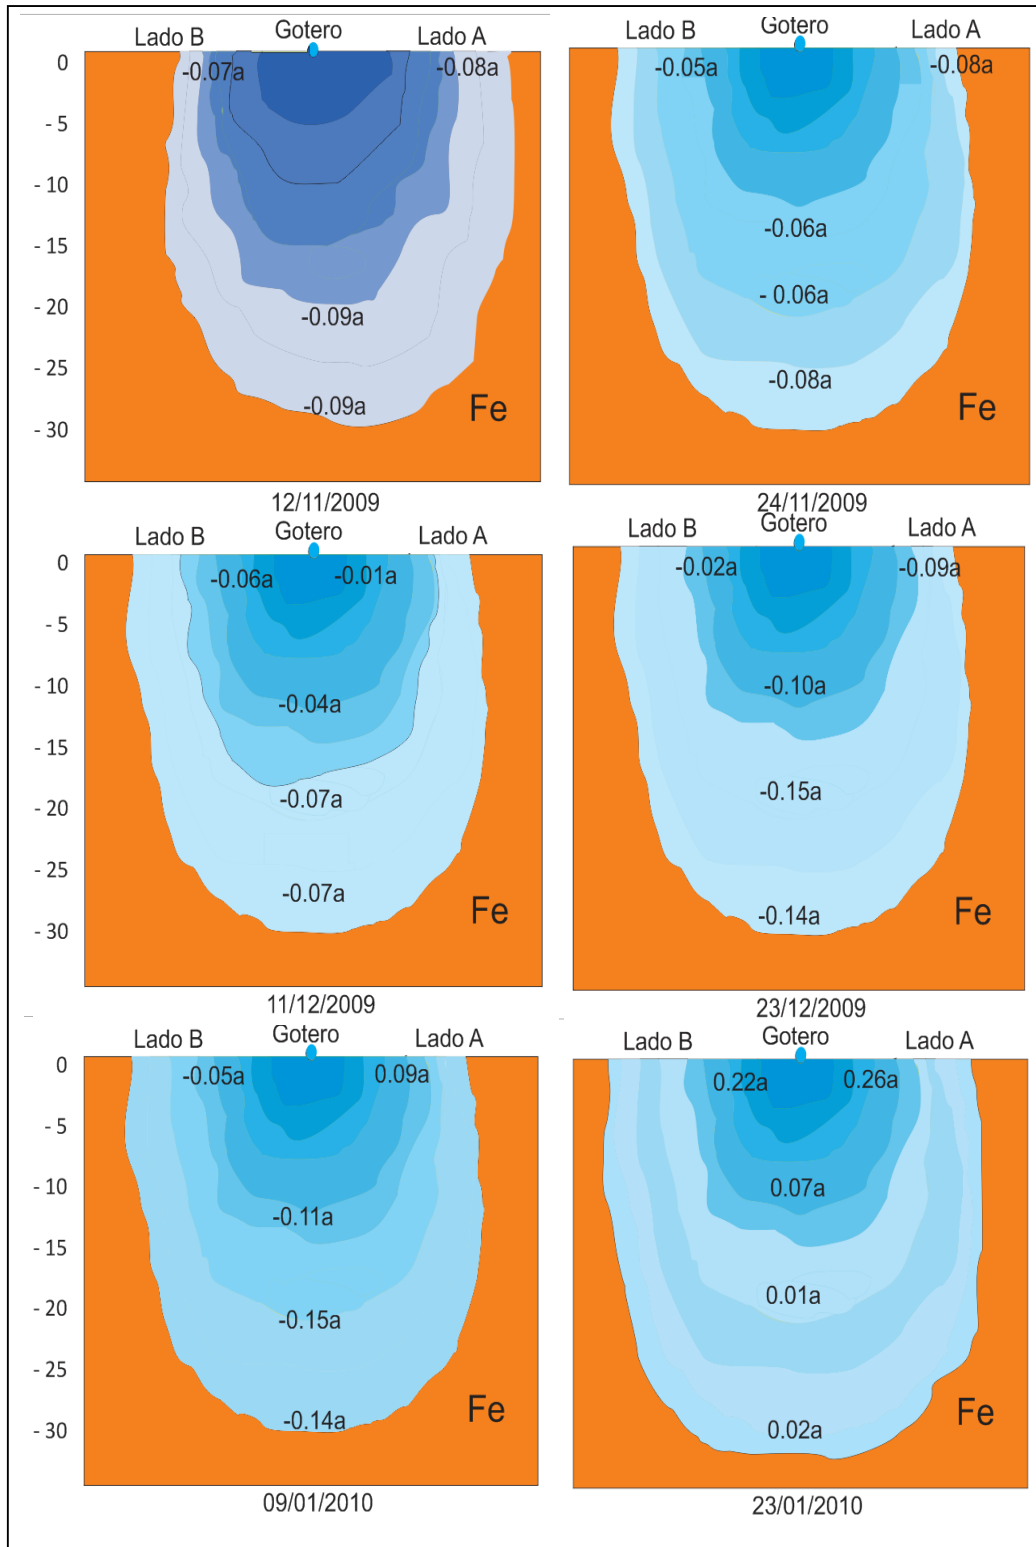 Lado B Gotero Lado A
Gotero
Lado B Lado A
0 -0.07a -0.08a
-0.05a -0.08a
- 5
- 10
- 15
- 20
- 25
- 30
-0.09a
-0.09a
Fe
-0.06a
- 0.06a
-0.08a
Fe
12/11/2009
24/11/2009
Lado B Gotero Lado A
Lado B Gotero Lado A
0 -0.06a -0.01a
-0.02a -0.09a
- 5
- 10
- 15
- 20
- 25
- 30
-0.04a
-0.07a
-0.07a
Fe
-0.10a
-0.15a
-0.14a
Fe
11/12/2009
23/12/2009
Lado B Gotero Lado A
Lado B Gotero Lado A
0 -0.05a 0.09a
0.22a 0.26a
- 5
- 10
- 15
- 20
- 25
- 30
-0.11a
-0.15a
-0.14a
Fe
0.07a
0.01a
0.02a
Fe
09/01/2010
23/01/2010